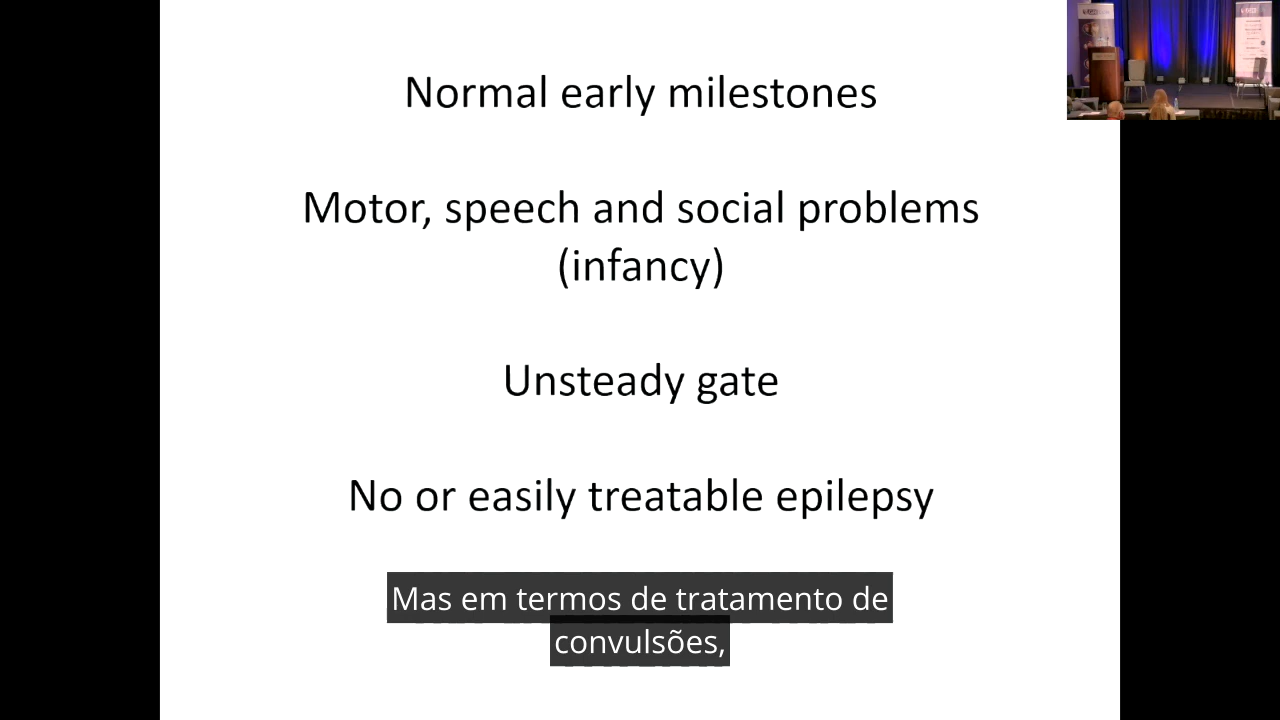 Normal early milestones
Motor, speech and social problems
(infancy)
Unsteady gate
No or easily treatable epilepsy
Mas em termos de tratamento de
convulsões,